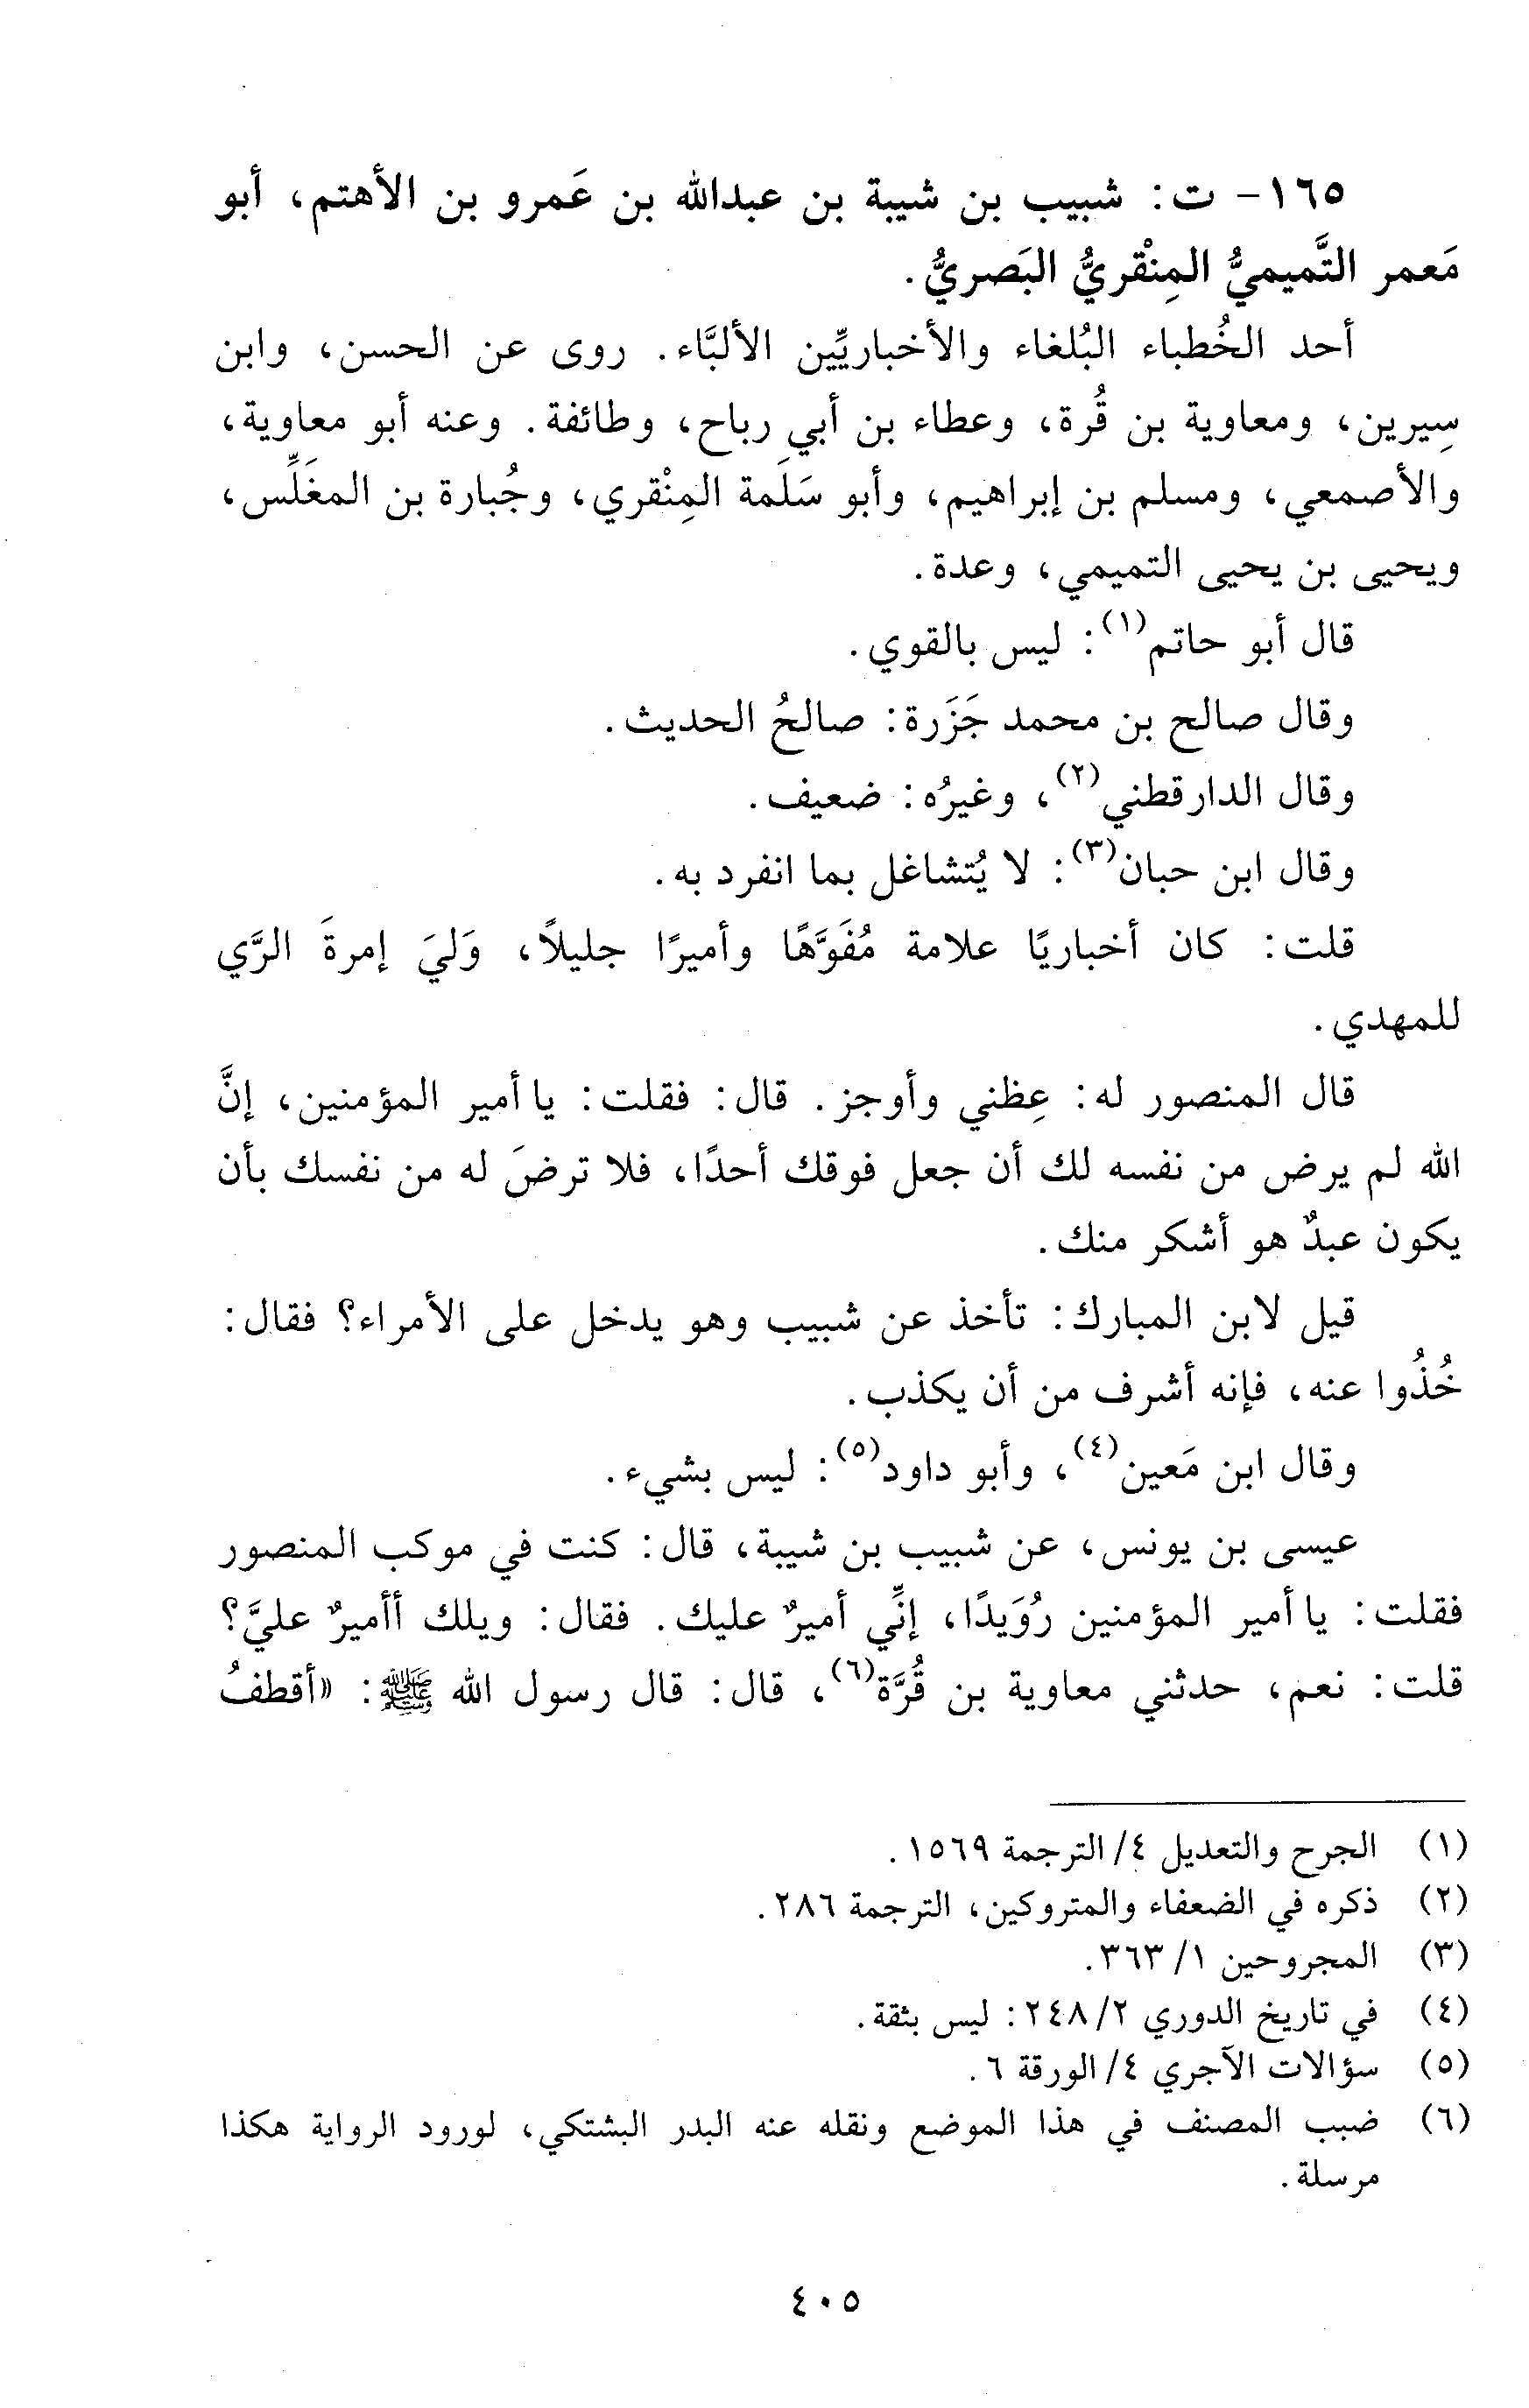 ١٦٥- ت: شبيب بن شيبة بن عبدالله بن عَمرو بن الأهتم، أبو
مَعمر التَّميميُّ المِنْقريُّ البَصريُّ.
أحد الخُطباء البُلغاء والأخباريِّين الألبَّاء. روى عن الحسن، وابن
سِيرين، ومعاوية بن قُرة، وعطاء بن أبي رباح، وطائفة. وعنه أبو معاوية،
والأصمعي، ومسلم بن إبراهيم، وأبو سَلَمة المِنْقري، وجُبارة بن المغَلِّس،
ويحيى بن يحيى التميمي، وعدة.
قال أبو حاتم(١): ليس بالقوي.
وقال صالح بن محمد جَزَرة: صالحُ الحديث.
وقال الدارقطني(٢)، وغيرُه: ضعيف.
وقال ابن حبان(٣): لا يُتشاغل بما انفرد به.
قلت: كان أخباريًا علامة مُفَوَّهًا وأميرًا جليلاً، وَليَ إمرةَ الرَّي
للمهدي.
قال المنصور له: عِظني وأوجز. قال: فقلت: يا أمير المؤمنين، إنَّ
الله لم يرض من نفسه لك أن جعل فوقك أحدًا، فلا ترضَ له من نفسك بأن
يكون عبدٌ هو أشكر منك.
قيل لابن المبارك: تأخذ عن شبيب وهو يدخل على الأمراء؟ فقال:
خُذُوا عنه، فإنه أشرف من أن يكذب.
وقال ابن مَعين(٤)، وأبو داود(٥): ليس بشيء.
عيسى بن يونس، عن شبيب بن شيبة، قال: كنت في موكب المنصور
فقلت: يا أمير المؤمنين رُوَيدًا، إنِّي أميرٌ عليك. فقال: ويلك أأميرٌ عليَّ؟
قلت: نعم، حدثني معاوية بن قُرَّة(٦)، قال: قال رسول الله ﷺ: «أقطفُ
(١) الجرح والتعديل ٤/ الترجمة ١٥٦٩.
(٢) ذكره في الضعفاء والمتروكين، الترجمة ٢٨٦.
(٣) المجروحين ١/ ٣٦٣.
(٤) في تاريخ الدوري ٢/ ٢٤٨: ليس بثقة.
(٥) سؤالات الآجري ٤/ الورقة ٦.
(٦) ضبب المصنف في هذا الموضع ونقله عنه البدر البشتكي، لورود الرواية هكذا
مرسلة.
٤٠٥